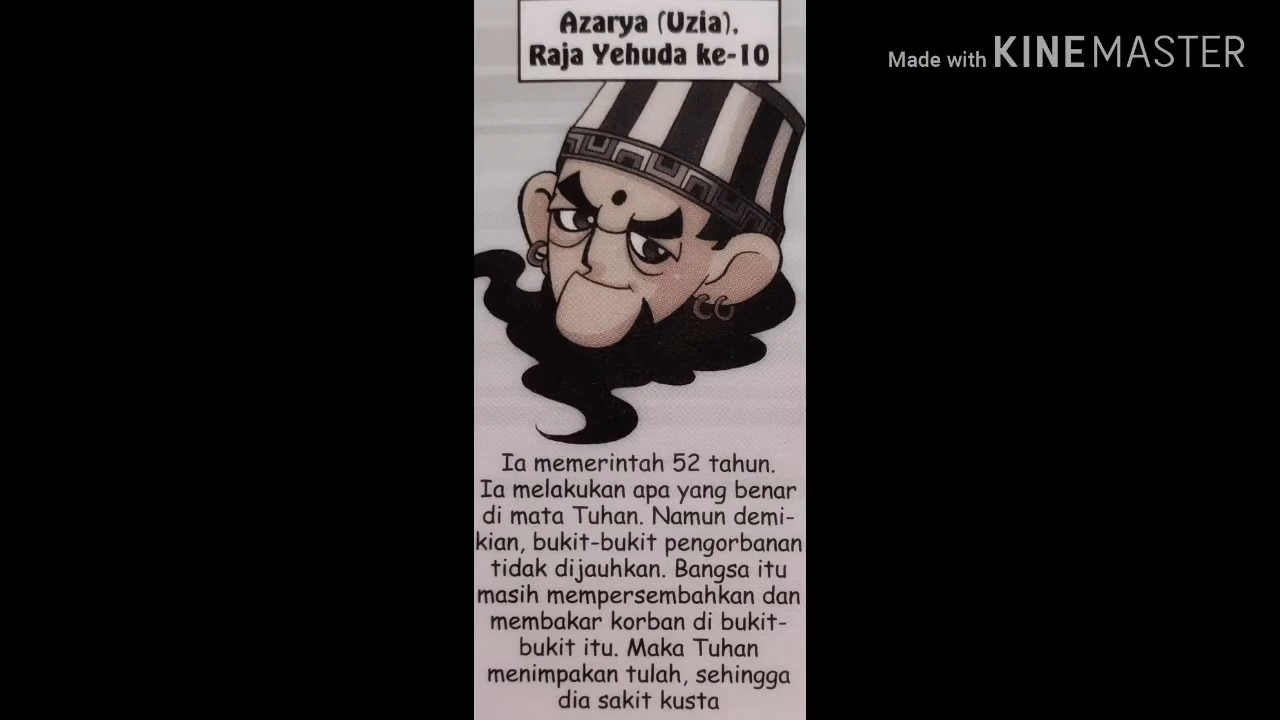 Azarya (Uzia),
Raja Yehuda ke-10
Made with KINEMASTER
Ia memerintah 52 tahun.
Ia melakukan apa yang benar
di mata Tuhan. Namun demi-
kian, bukit-bukit pengorbanan
tidak dijauhkan. Bangsa itu
masih mempersembahkan dan
membakar korban di bukit-
bukit itu. Maka Tuhan
menimpakan tulah, sehingga
dia sakit kusta